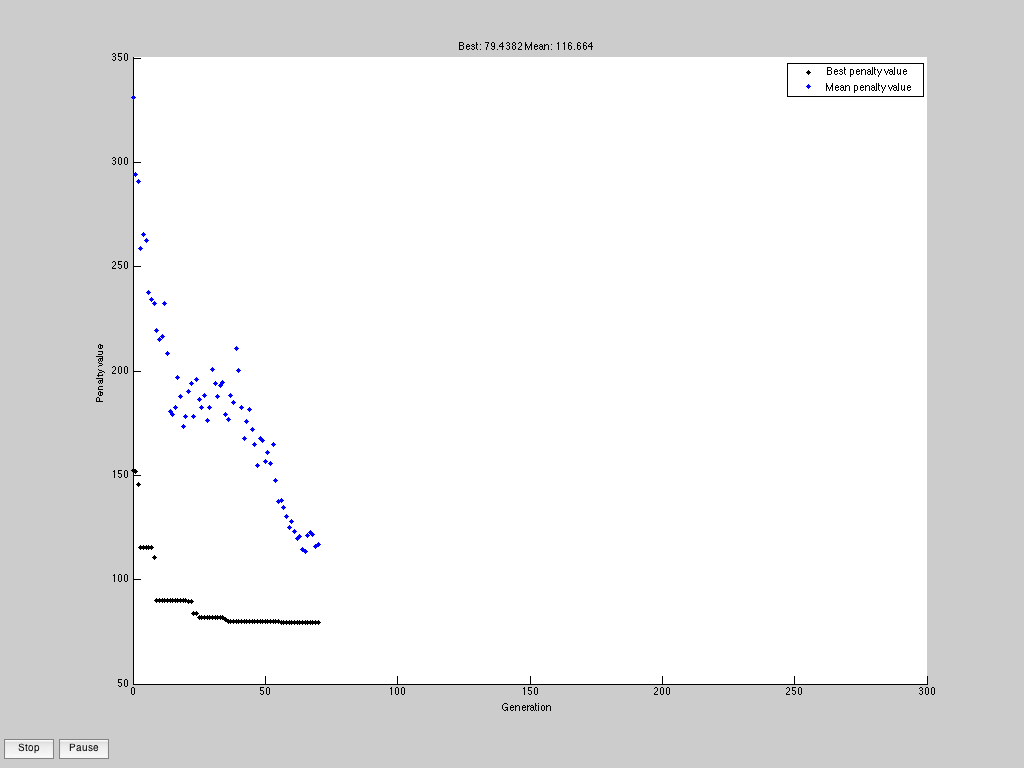 Best: 79.4382 Mean: 116.664
350
Best penalty value
Mean penalty value
300
250
200
Penalty value
150
100
50
0 50 100 150 200 250 300
Generation
Stop Pause